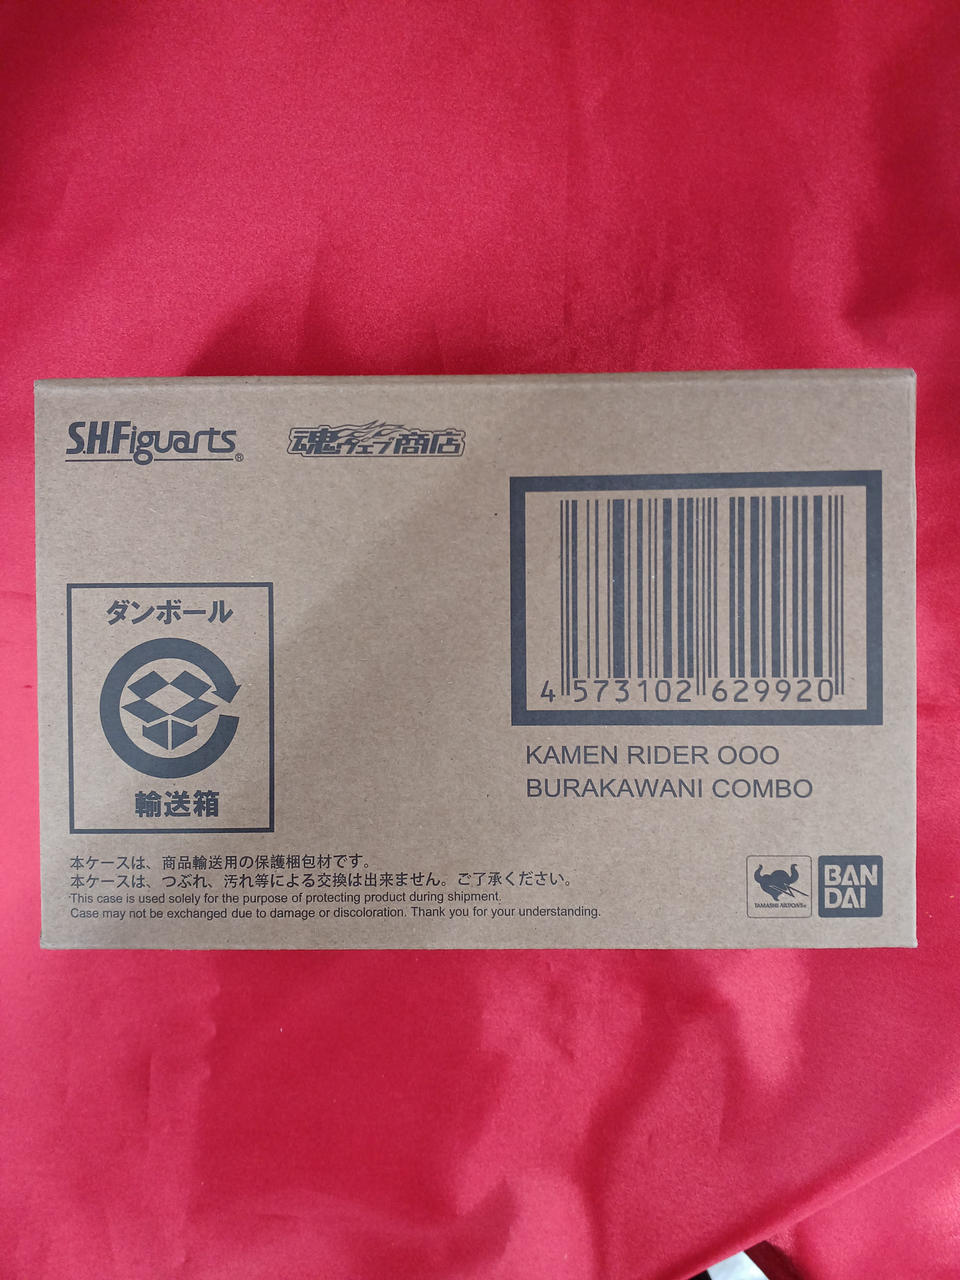 S.H.Figuarts®
魂ウェブ商店
4 573102 629920
KAMEN RIDER OOO
BURAKAWANI COMBO
ダンボール
輸送箱
本ケースは、商品輸送用の保護梱包材です。
本ケースは、つぶれ、汚れ等による交換は出来ません。ご了承ください。
*This case is used solely for the purpose of protecting product during shipment.
Case may not be exchanged due to damage or discoloration. Thank you for your understanding.
TAMASHII NATIONS
BAN
DAI